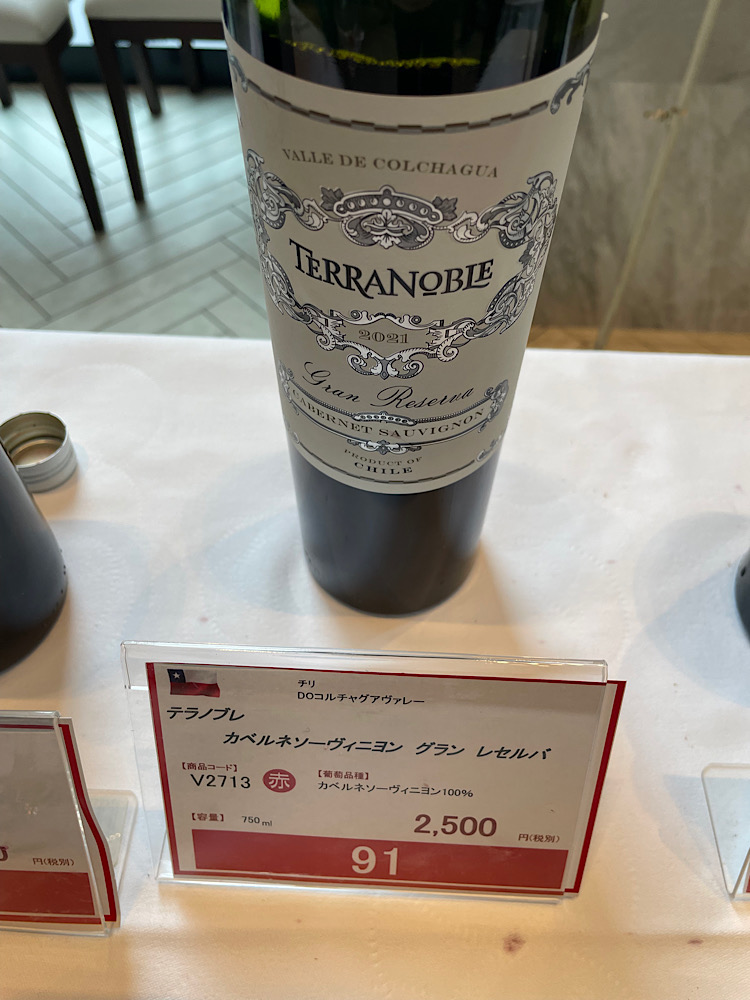 VALLE DE COLCHAGUA
TERRANOBLE
2021
Gran Reserva
CABERNET SAUVIGNON
PRODUCT OF
CHILE
チリ
DOコルチャグアヴァレー
テラノブレ
カベルネソーヴィニヨン グラン レセルバ
【商品コード】
V2713
赤
【葡萄品種】
カベルネソーヴィニヨン100%
【容量】 750ml
2,500 円(税別)
91
円(税別)